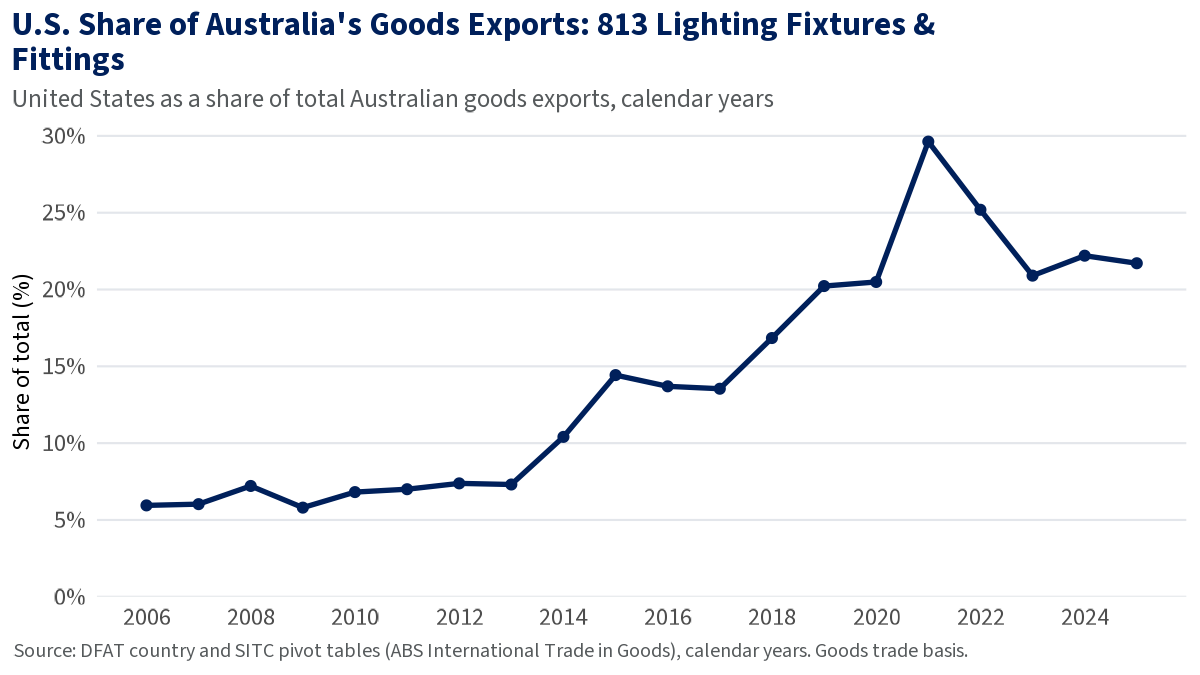 U.S. Share of Australia's Goods Exports: 813 Lighting Fixtures &
Fittings
United States as a share of total Australian goods exports, calendar years
Share of total (%)
30%
25%
20%
15%
10%
5%
0%
2006 2008 2010 2012 2014 2016 2018 2020 2022 2024
Source: DFAT country and SITC pivot tables (ABS International Trade in Goods), calendar years. Goods trade basis.